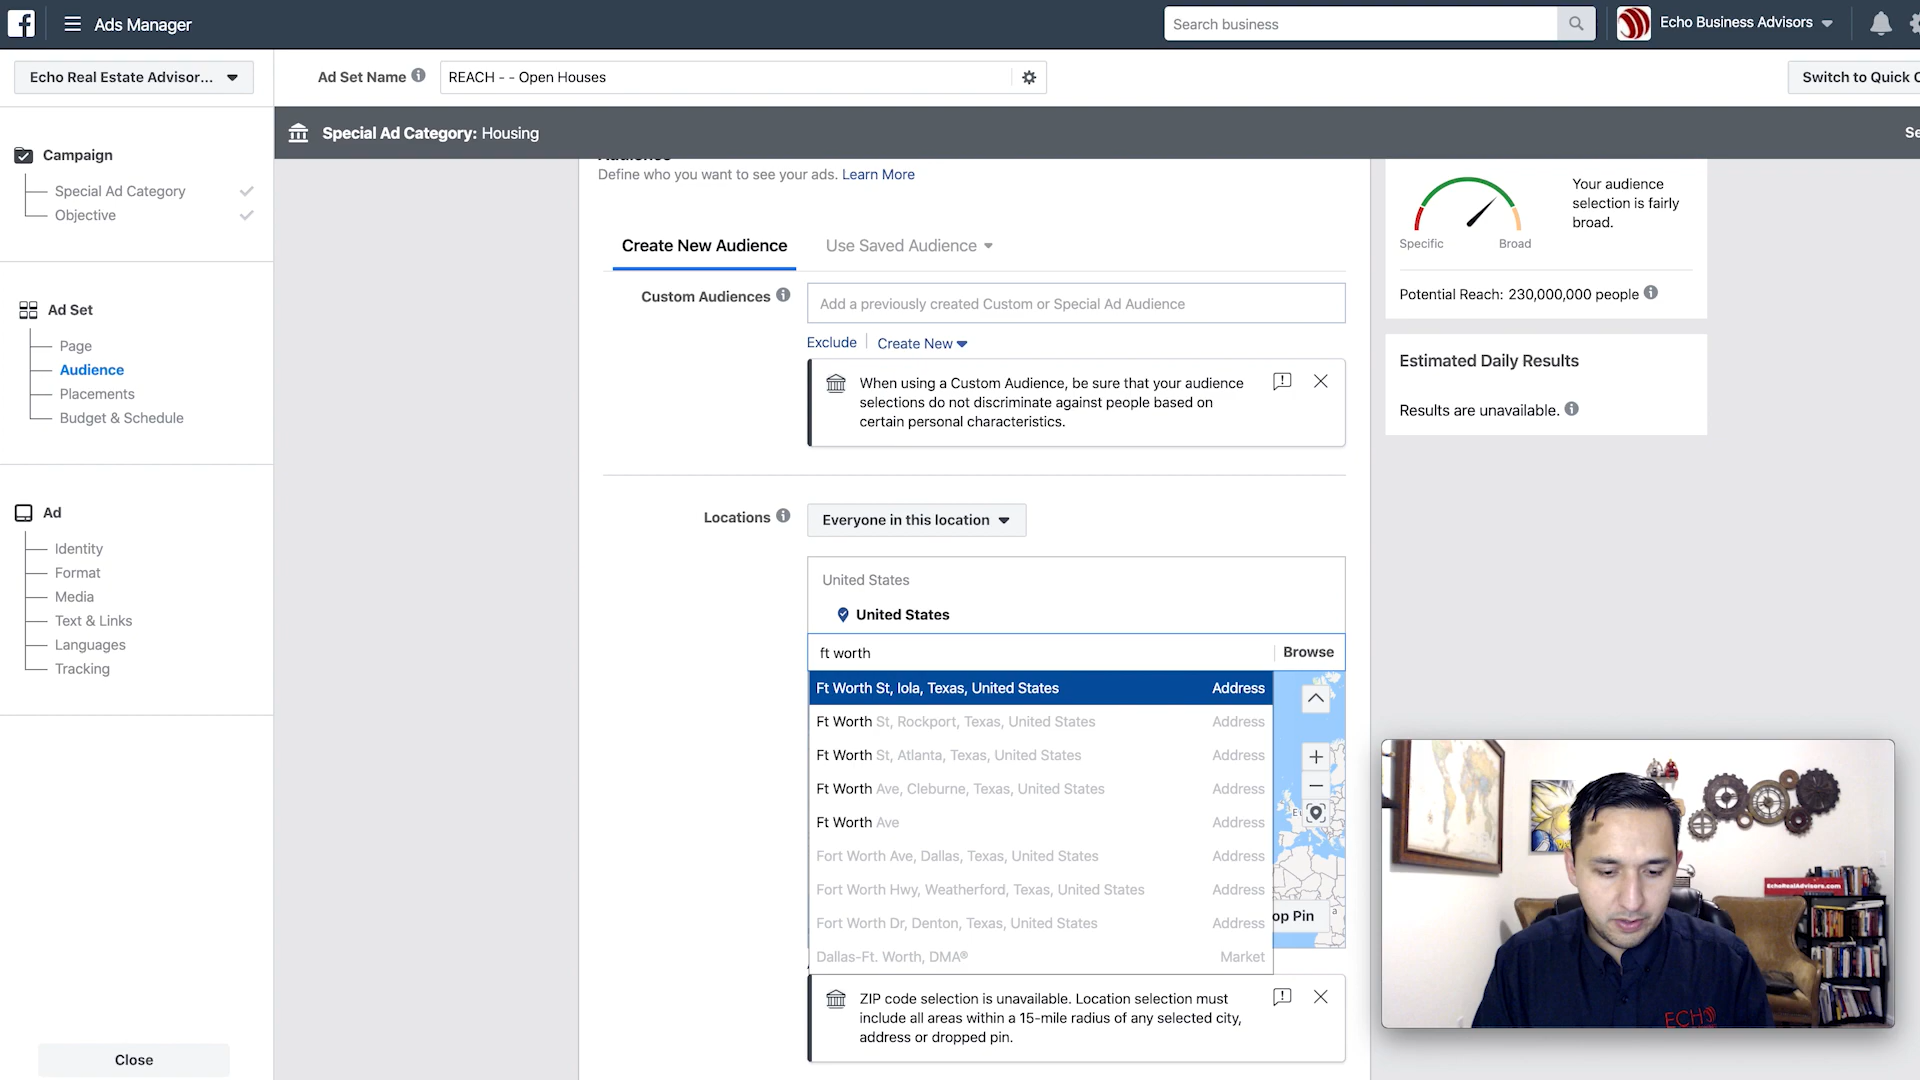 Ads Manager
Search business
Echo Business Advisors
Echo Real Estate Advisor...
Ad Set Name
REACH - - Open Houses
Switch to Quick C
Special Ad Category: Housing
Se
Campaign
Special Ad Category
Objective
Ad Set
Page
Audience
Placements
Budget & Schedule
Ad
Identity
Format
Media
Text & Links
Languages
Tracking
Close
Audience
Define who you want to see your ads. Learn More
Create New Audience
Use Saved Audience
Custom Audiences
Add a previously created Custom or Special Ad Audience
Exclude
Create New
When using a Custom Audience, be sure that your audience
selections do not discriminate against people based on
certain personal characteristics.
Locations
Everyone in this location
United States
United States
ft worth
Browse
Ft Worth St, Iola, Texas, United States Address
Ft Worth St, Rockport, Texas, United States Address
Ft Worth St, Atlanta, Texas, United States Address
Ft Worth Ave, Cleburne, Texas, United States Address
Ft Worth Ave Address
Fort Worth Ave, Dallas, Texas, United States Address
Fort Worth Hwy, Weatherford, Texas, United States Address
Fort Worth Dr, Denton, Texas, United States Address
Dallas-Ft. Worth, DMA® Market
op Pin
ZIP code selection is unavailable. Location selection must
include all areas within a 15-mile radius of any selected city,
address or dropped pin.
Your audience
selection is fairly
broad.
Specific
Broad
Potential Reach: 230,000,000 people
Estimated Daily Results
Results are unavailable.
EchoRealAdvisors.com
ECHO